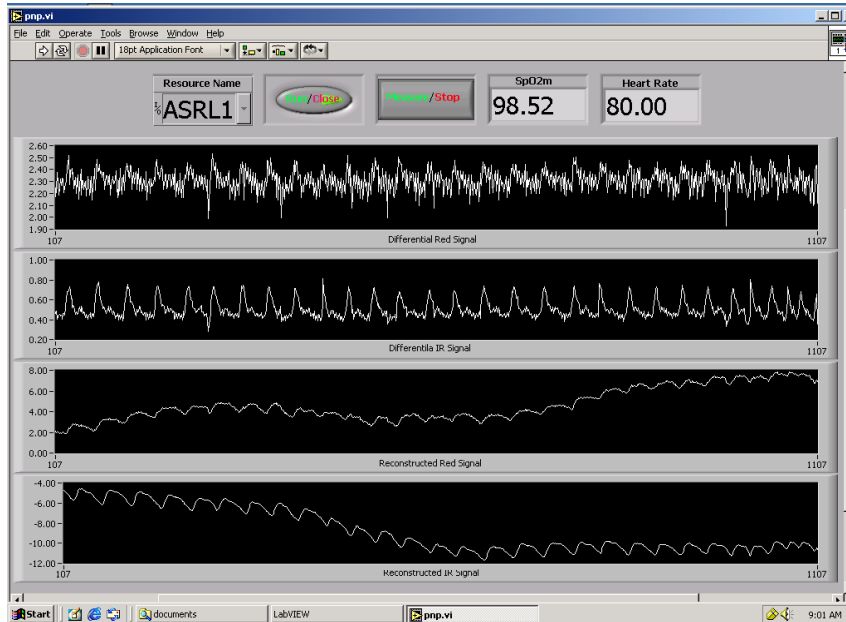 pnp.vi
File Edit Operate Tools Browse Window Help
18pt Application Font
Resource Name
ASRL1
/Close
/Stop
SpO2m
98.52
Heart Rate
80.00
2.60
2.50
2.40
2.30
2.20
2.10
2.00
1.90
107
1107
Differential Red Signal
1.00
0.80
0.60
0.40
0.20
107
1107
Differentila IR Signal
8.00
6.00
4.00
2.00
0.00
107
1107
Reconstructed Red Signal
-4.00
-6.00
-8.00
-10.00
-12.00
107
1107
Reconstructed IR Signal
Start documents LabVIEW pnp.vi 9:01 AM